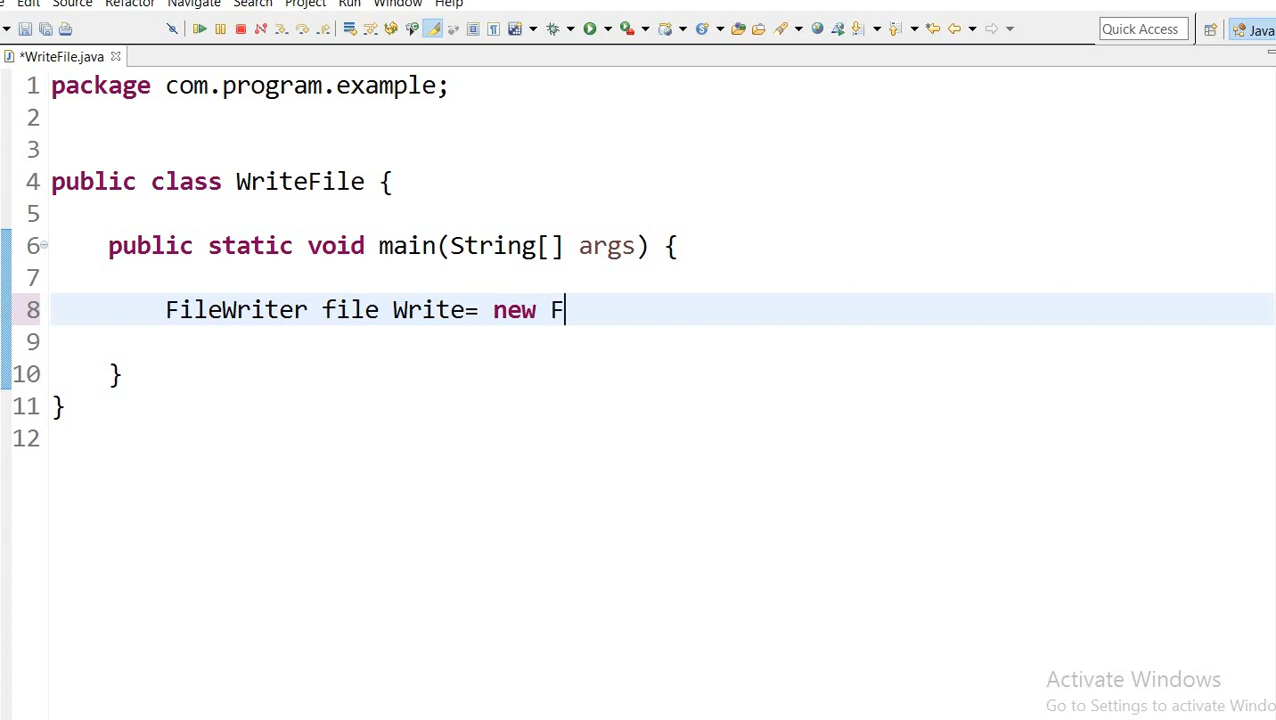 Edit Source Refactor Navigate Search Project Run Window Help
Quick Access
Java
*WriteFile.java
1 package com.program.example;
2
3
4 public class WriteFile {
5
6 public static void main(String[] args) {
7
8 FileWriter file Write= new F
9
10 }
11 }
12
Activate Windows
Go to Settings to activate Windo